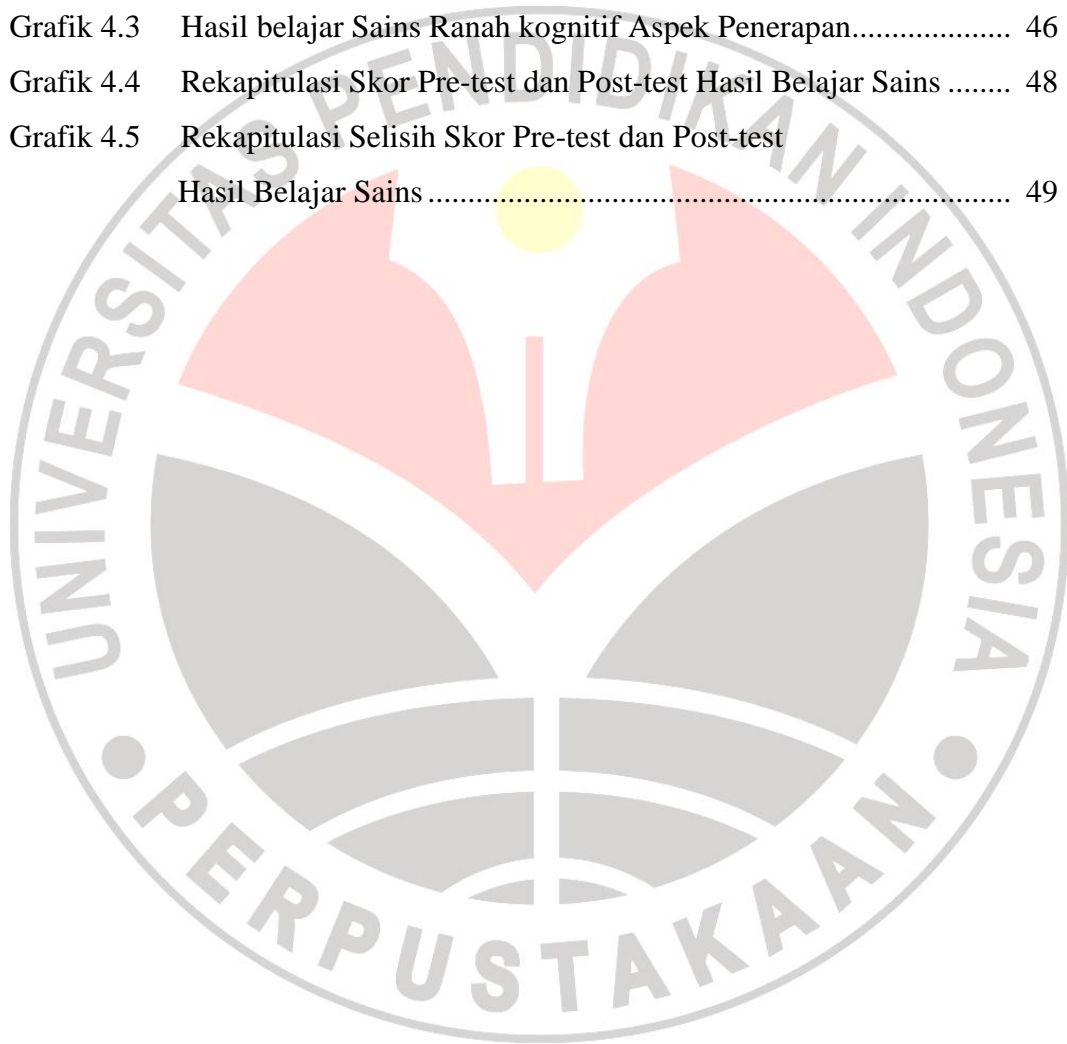 Grafik 4.3 Hasil belajar Sains Ranah kognitif Aspek Penerapan.................... 46
Grafik 4.4 Rekapitulasi Skor Pre-test dan Post-test Hasil Belajar Sains ........ 48
Grafik 4.5 Rekapitulasi Selisih Skor Pre-test dan Post-test
Hasil Belajar Sains .......................................................................... 49
UNIVERSITAS PENDIDIKAN INDONESIA
PERPUSTAKAAN